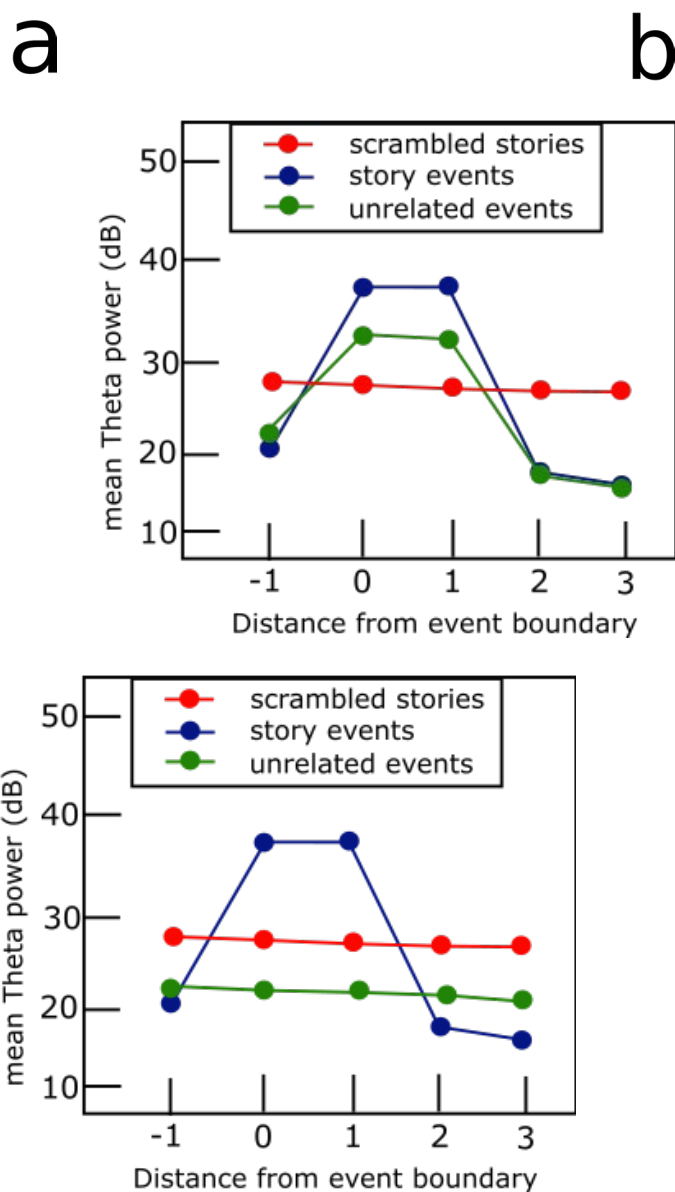 a
b
scrambled stories
story events
unrelated events
mean Theta power (dB)
50
40
30
20
10
-1 0 1 2 3
Distance from event boundary
scrambled stories
story events
unrelated events
mean Theta power (dB)
50
40
30
20
10
-1 0 1 2 3
Distance from event boundary